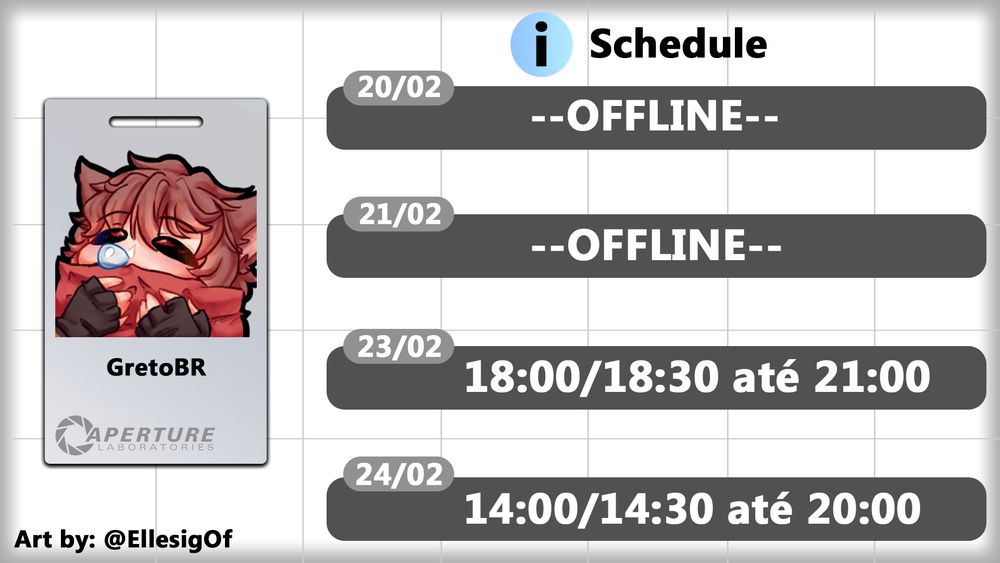 i Schedule
20/02
--OFFLINE--
21/02
--OFFLINE--
23/02
18:00/18:30 até 21:00
24/02
14:00/14:30 até 20:00
GretoBR
APERTURE
LABORATORIES
Art by: @EllesigOf